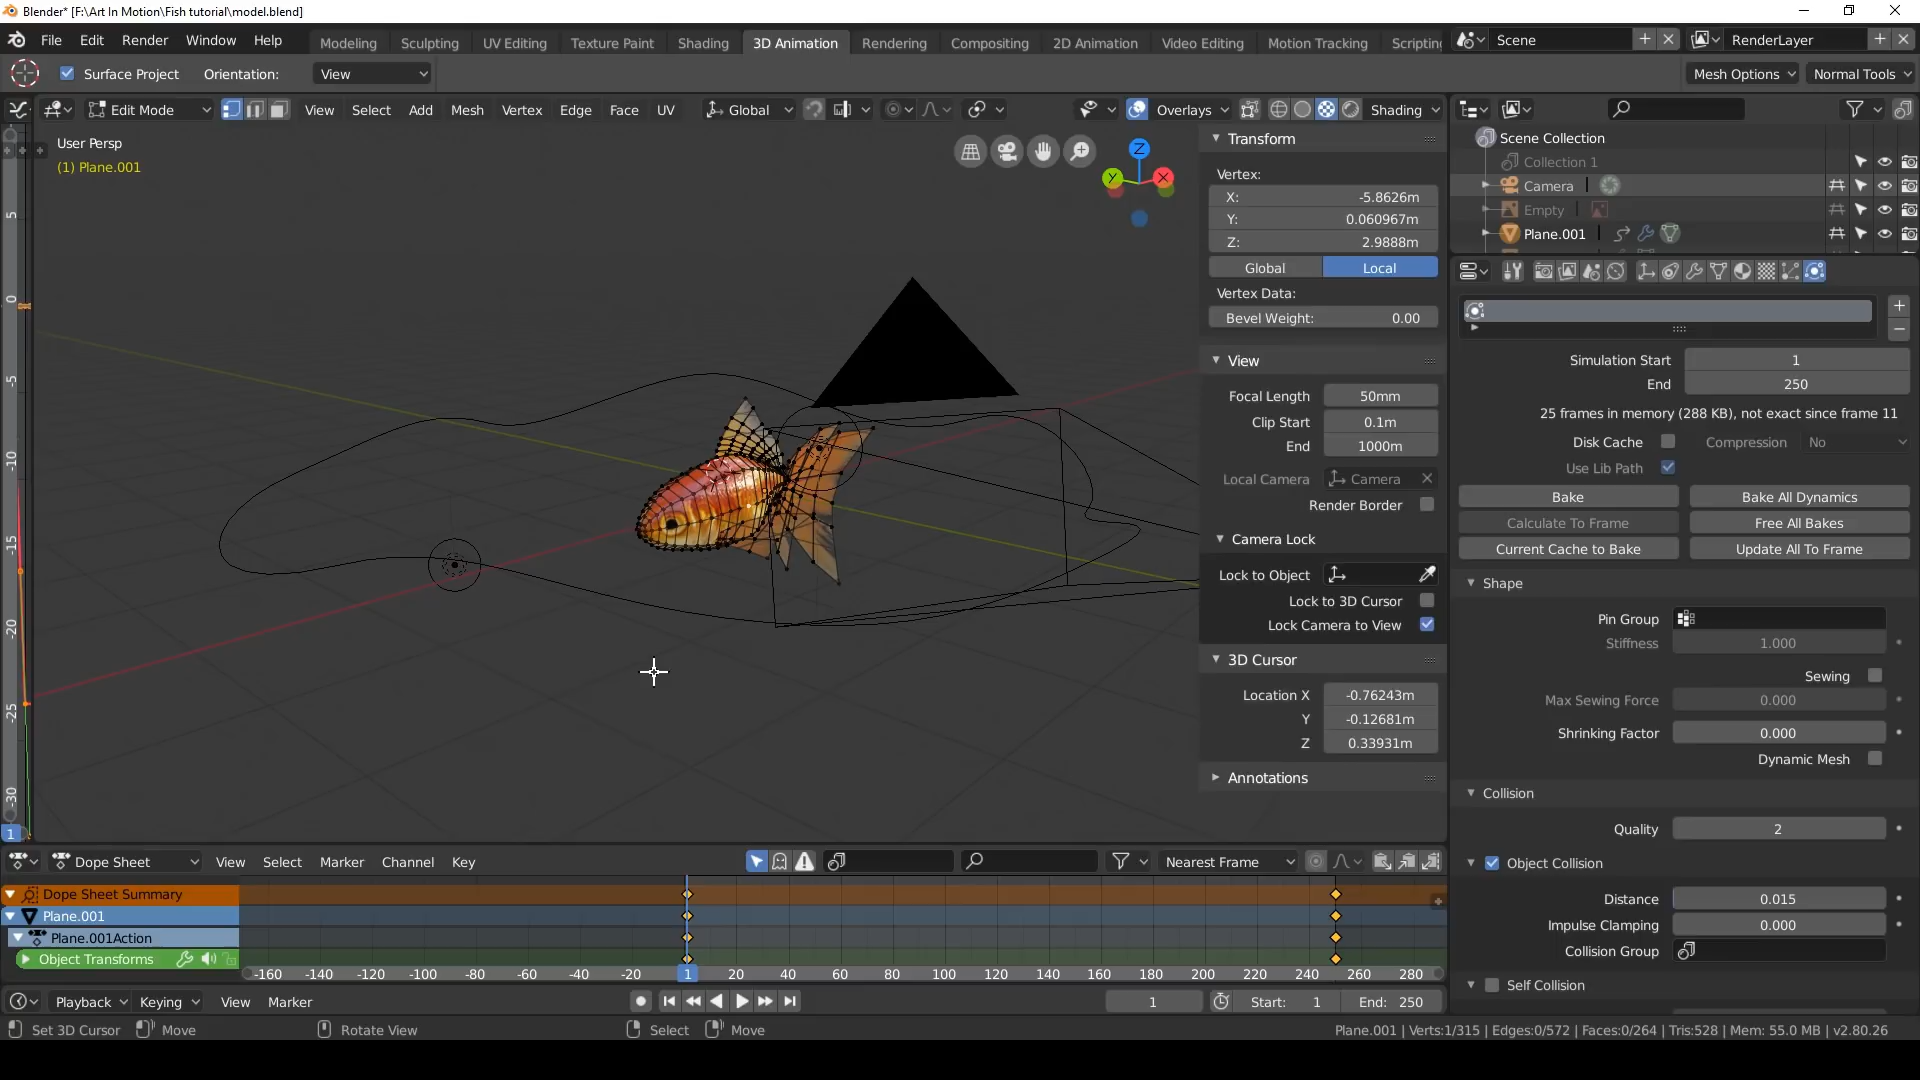 Blender* [F:\Art In Motion\Fish tutorial\model.blend]
File Edit Render Window Help Modeling Sculpting UV Editing Texture Paint Shading 3D Animation Rendering Compositing 2D Animation Video Editing Motion Tracking Scripting Scene RenderLayer
Surface Project Orientation: View Mesh Options Normal Tools
Edit Mode View Select Add Mesh Vertex Edge Face UV Global Overlays Shading
User Persp
(1) Plane.001
Z
Y
X
5
0
-5
-10
-15
-20
-25
-30
1
Transform
Vertex:
X: -5.8626m
Y: 0.060967m
Z: 2.9888m
Global Local
Vertex Data:
Bevel Weight: 0.00
View
Focal Length 50mm
Clip Start 0.1m
End 1000m
Local Camera Camera
Render Border
Camera Lock
Lock to Object
Lock to 3D Cursor
Lock Camera to View
3D Cursor
Location X -0.76243m
Y -0.12681m
Z 0.33931m
Annotations
Scene Collection
Collection 1
Camera
Empty
Plane.001
Simulation Start 1
End 250
25 frames in memory (288 KB), not exact since frame 11
Disk Cache Compression No
Use Lib Path
Bake Bake All Dynamics
Calculate To Frame Free All Bakes
Current Cache to Bake Update All To Frame
Shape
Pin Group
Stiffness 1.000
Sewing
Max Sewing Force 0.000
Shrinking Factor 0.000
Dynamic Mesh
Collision
Quality 2
Object Collision
Distance 0.015
Impulse Clamping 0.000
Collision Group
Self Collision
Dope Sheet View Select Marker Channel Key Nearest Frame
Dope Sheet Summary
Plane.001
Plane.001Action
Object Transforms
-160 -140 -120 -100 -80 -60 -40 -20 1 20 40 60 80 100 120 140 160 180 200 220 240 260 280
Playback Keying View Marker 1 Start: 1 End: 250
Set 3D Cursor Move Rotate View Select Move Plane.001 | Verts:1/315 | Edges:0/572 | Faces:0/264 | Tris:528 | Mem: 55.0 MB | v2.80.26